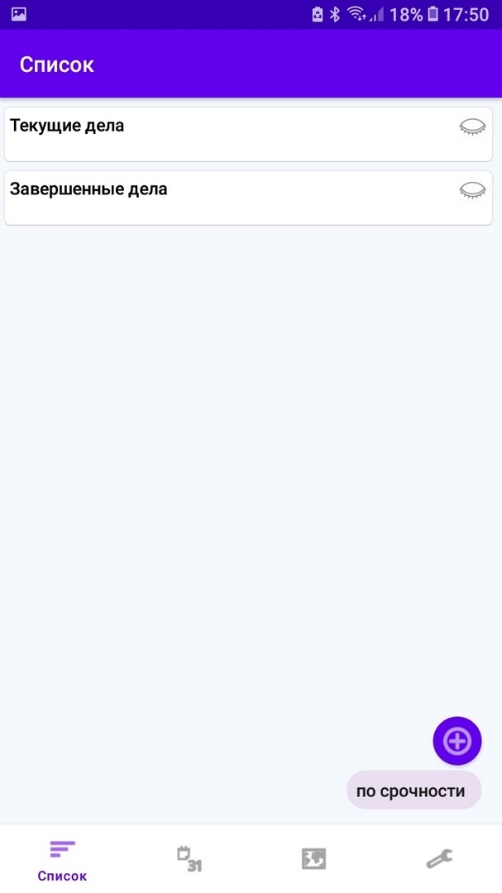 18% 17:50
Список
Текущие дела
Завершенные дела
по срочности
31
Список